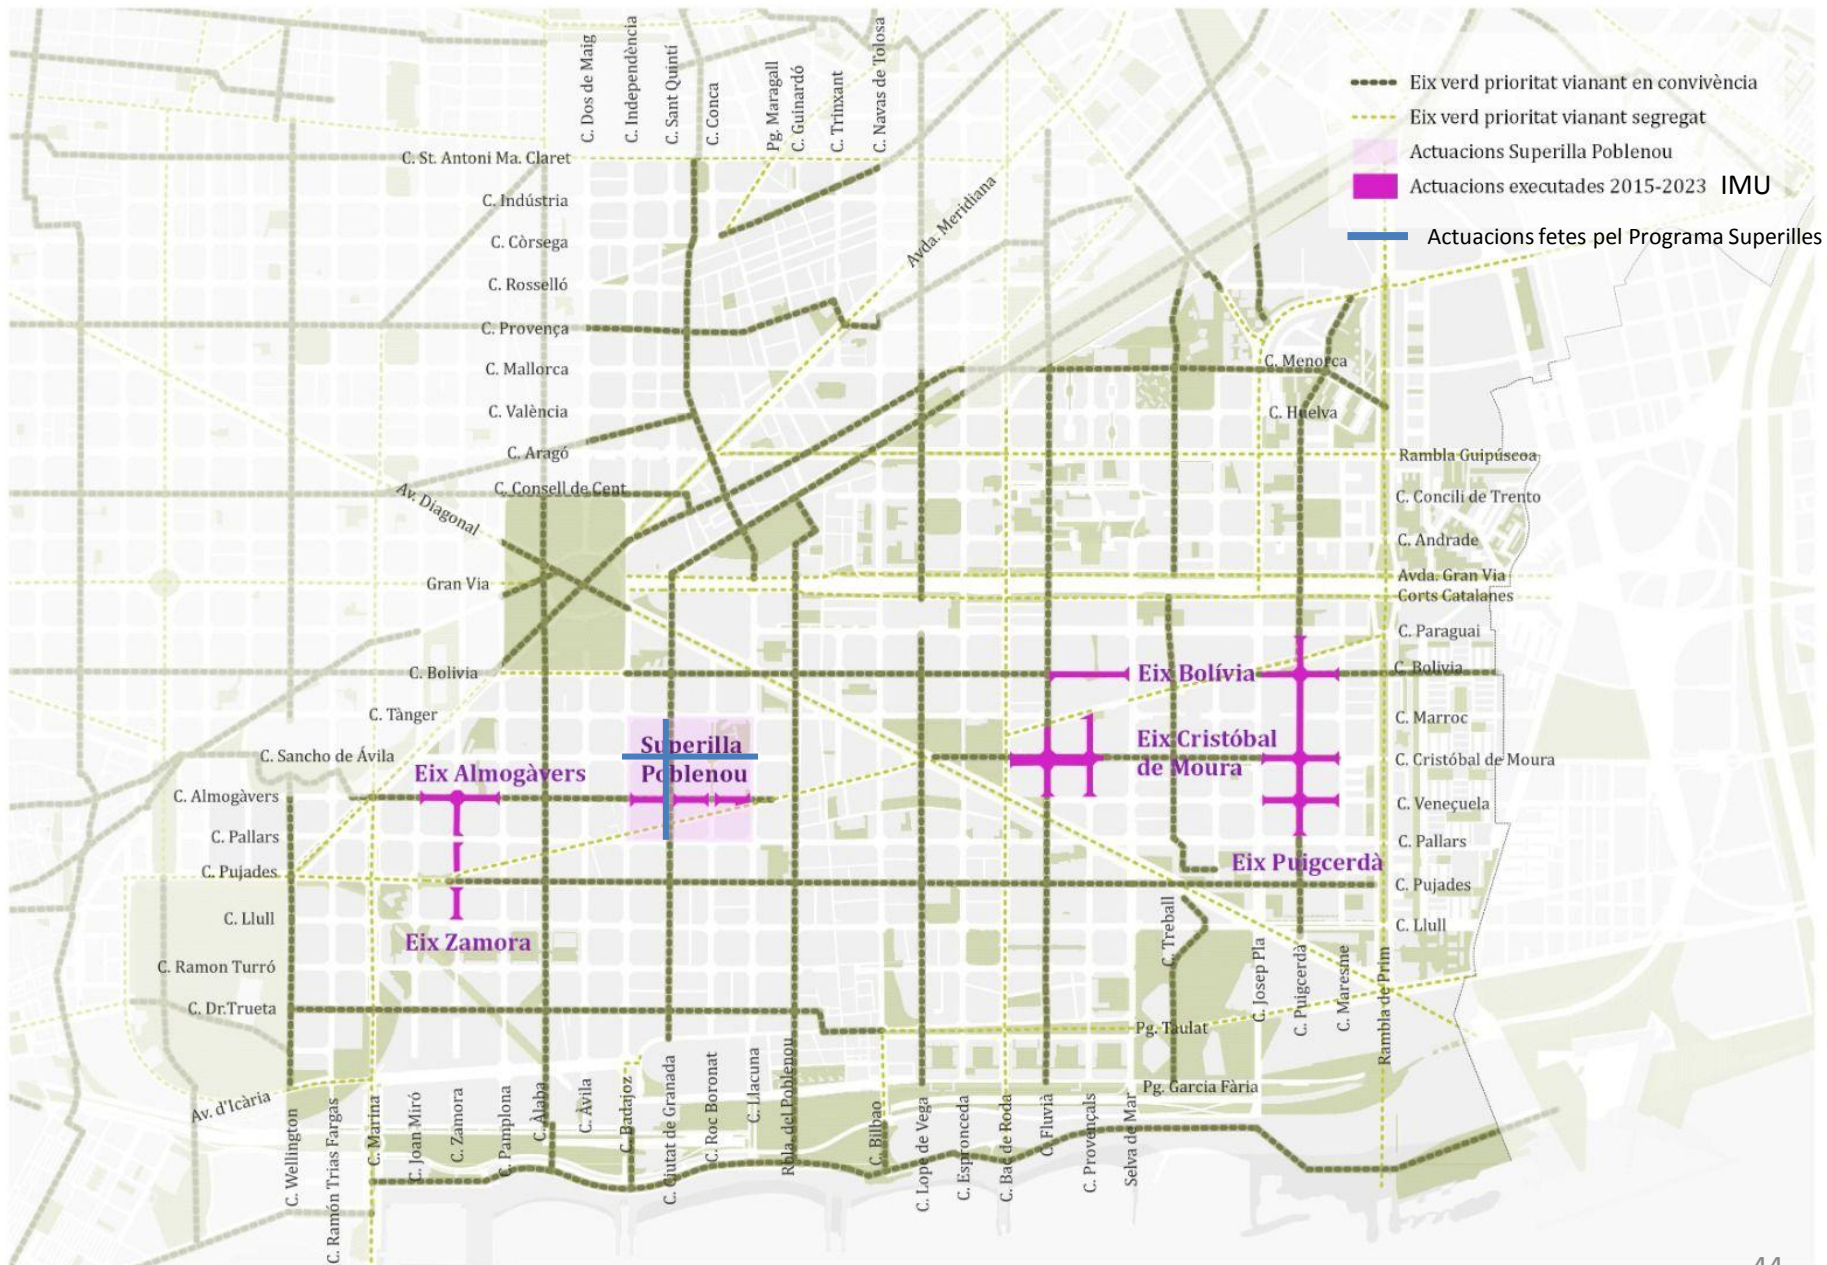 C. Dos de Maig
C. Independència
C. Sant Quintí
C. Conca
Pg. Maragall
C. Guinardó
C. Trinxant
C. Navas de Tolosa
Eix verd prioritat vianant en convivència
Eix verd prioritat vianant segregat
Actuacions Superilla Poblenou
Actuacions executades 2015-2023 IMU
Actuacions fetes pel Programa Superilles
C. St. Antoni Ma. Claret
C. Indústria
C. Còrsega
C. Rosselló
C. Provença
C. Mallorca
C. València
C. Aragó
C. Consell de Cent
Av. Diagonal
Gran Via
C. Bolivia
C. Tànger
C. Sancho de Ávila
C. Almogàvers
C. Pallars
C. Pujades
C. Llull
C. Ramon Turró
C. Dr.Trueta
Av. d'Icària
Avda. Meridiana
C. Menorca
C. Huelva
Rambla Guipúscoa
C. Concili de Trento
C. Andrade
Avda. Gran Via
Corts Catalanes
C. Paraguai
C. Bolivia
C. Marroc
C. Cristóbal de Moura
C. Veneçuela
C. Pallars
C. Pujades
C. Llull
Eix Bolívia
Eix Cristóbal
de Moura
Eix Puigcerdà
Superilla
Poblenou
Eix Almogàvers
Eix Zamora
C. Treball
C. Josep Pla
C. Puigcerdà
C. Maresme
Rambla de Prim
Pg. Taulat
Pg. Garcia Fària
C. Wellington
C. Ramón Trias Fargas
C. Marina
C. Joan Miró
C. Zamora
C. Pamplona
C. Àlaba
C. Àvila
C. Badajoz
C. Ciutat de Granada
C. Roc Boronat
C. Llacuna
Rbla. del Poblenou
C. Bilbao
C. Lope de Vega
C. Espronceda
C. Bac de Roda
C. Fluvià
C. Provençals
Selva de Mar
44